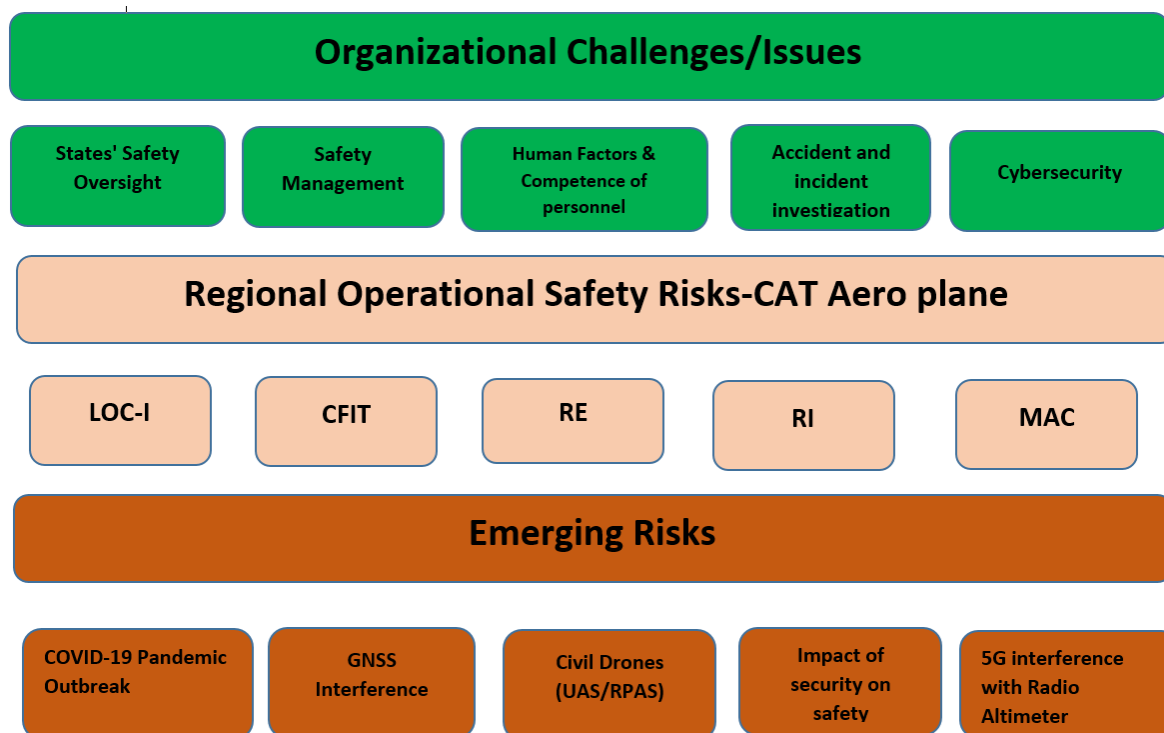 Organizational Challenges/Issues
States' Safety
Oversight
Safety
Management
Human Factors &
Competence of
personnel
Accident and
incident
investigation
Cybersecurity
Regional Operational Safety Risks-CAT Aero plane
LOC-I
CFIT
RE
RI
MAC
Emerging Risks
COVID-19 Pandemic
Outbreak
GNSS
Interference
Civil Drones
(UAS/RPAS)
Impact of
security on
safety
5G interference
with Radio
Altimeter